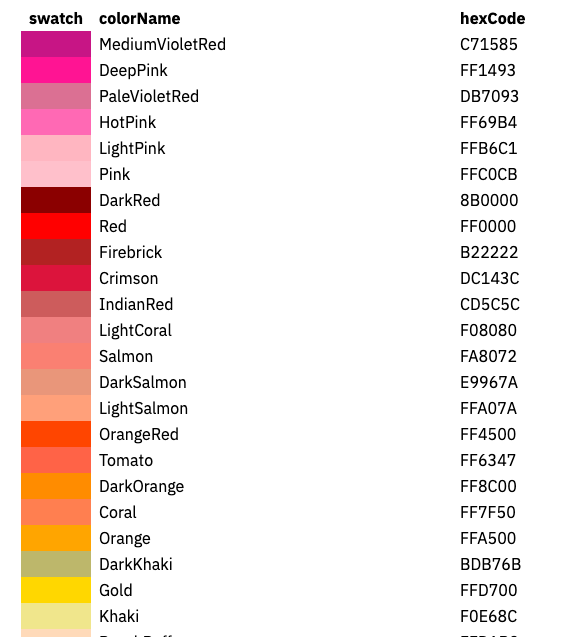 swatch colorName hexCode
MediumVioletRed C71585
DeepPink FF1493
PaleVioletRed DB7093
HotPink FF69B4
LightPink FFB6C1
Pink FFC0CB
DarkRed 8B0000
Red FF0000
Firebrick B22222
Crimson DC143C
IndianRed CD5C5C
LightCoral F08080
Salmon FA8072
DarkSalmon E9967A
LightSalmon FFA07A
OrangeRed FF4500
Tomato FF6347
DarkOrange FF8C00
Coral FF7F50
Orange FFA500
DarkKhaki BDB76B
Gold FFD700
Khaki F0E68C